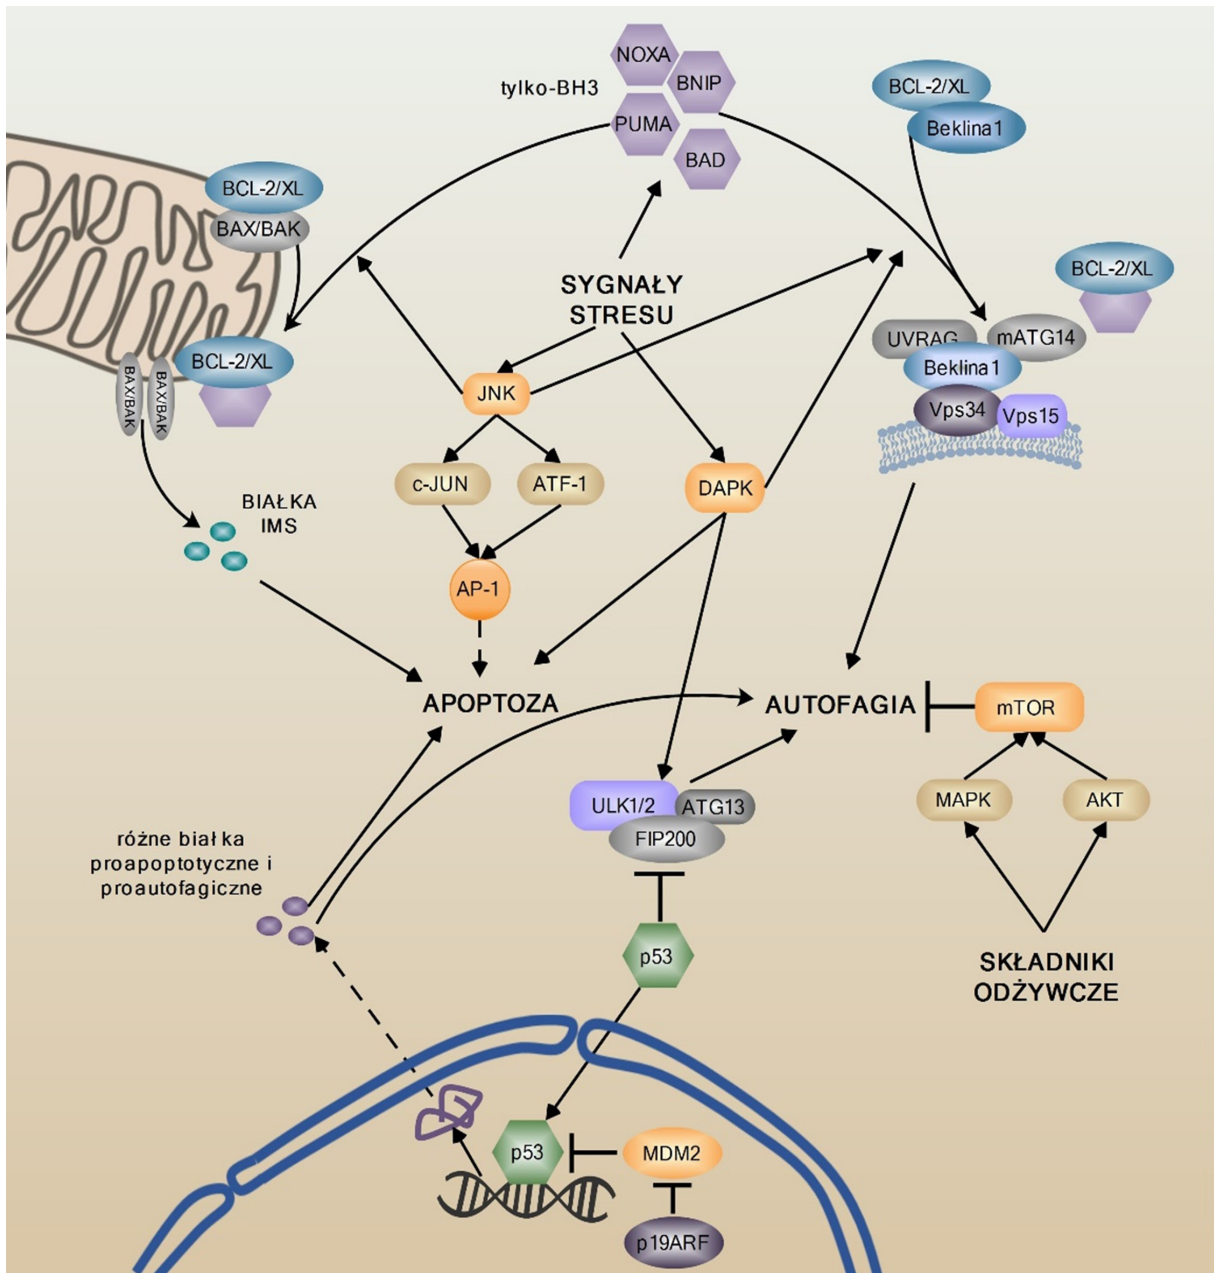 NOXA
tylko-BH3
BNIP
PUMA
BAD
BCL-2/XL
Beklina1
BCL-2/XL
BAX/BAK
SYGNAŁY
STRESU
BCL-2/XL
UVRAG
mATG14
BCL-2/XL
BAX/BAK
BAX/BAK
Beklina1
Vps34
Vps15
JNK
c-JUN
ATF-1
DAPK
BIAŁKA
IMS
AP-1
APOPTOZA
AUTOFAGIA
mTOR
ULK1/2
ATG13
FIP200
MAPK
AKT
różne białka
proapoptotyczne i
proautofagiczne
p53
SKŁADNIKI
ODŻYWCZE
p53
MDM2
p19ARF